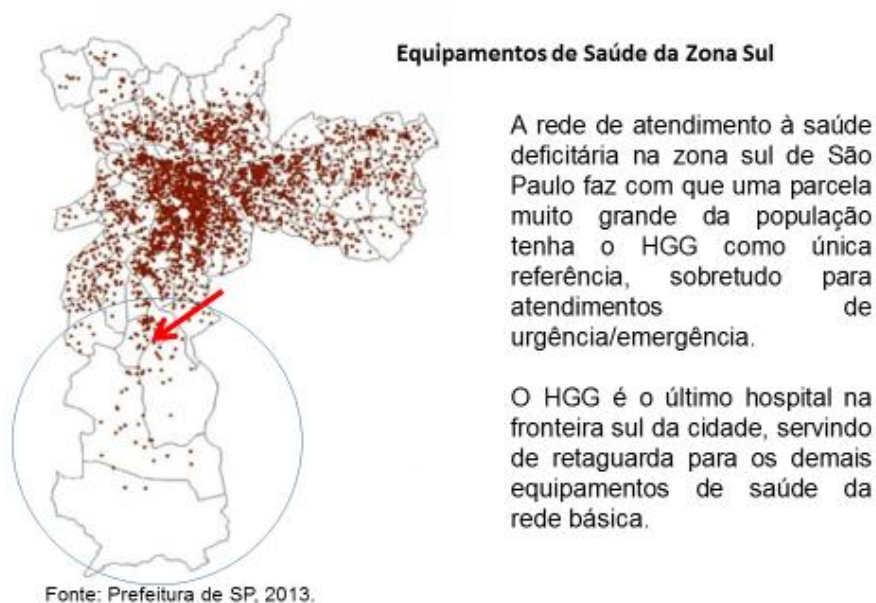 Equipamentos de Saúde da Zona Sul
A rede de atendimento à saúde
deficitária na zona sul de São
Paulo faz com que uma parcela
muito grande da população
tenha o HGG como única
referência, sobretudo para
atendimentos de
urgência/emergência.
O HGG é o último hospital na
fronteira sul da cidade, servindo
de retaguarda para os demais
equipamentos de saúde da
rede básica.
Fonte: Prefeitura de SP, 2013.